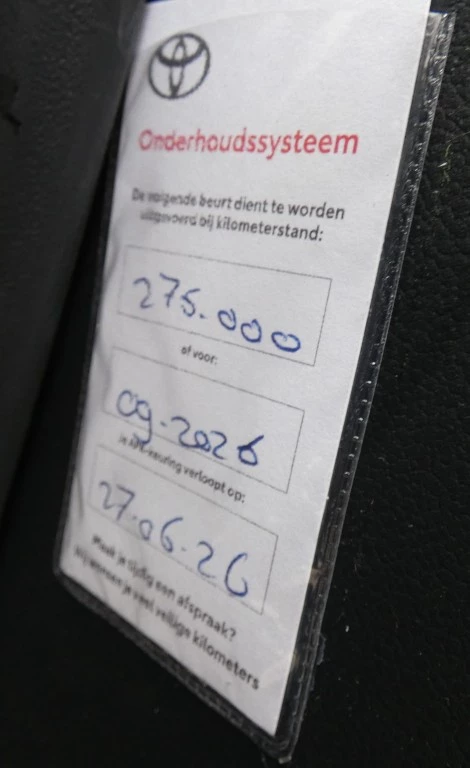 Onderhoudssysteem
De volgende beurt dient te worden
uitgevoerd bij kilometerstand:
275.000
of voor:
09-2026
Je APK-keuring verloopt op:
27.06.26
Maak je tijdig een afspraak?
Wij wensen je veel veilige kilometers